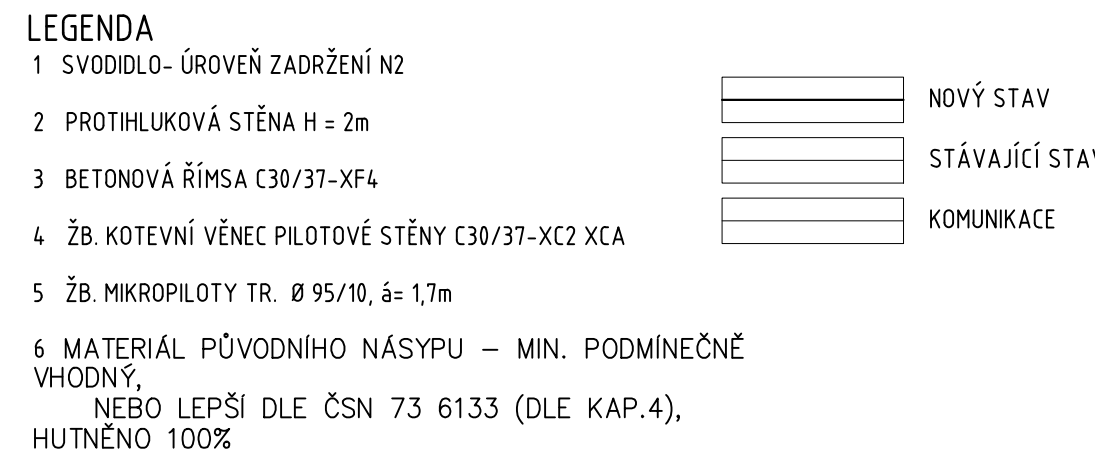 LEGENDA
1 SVODIDLO- ÚROVEŇ ZADRŽENÍ N2
2 PROTIHLUKOVÁ STĚNA H = 2m
3 BETONOVÁ ŘÍMSA C30/37-XF4
4 ŽB. KOTEVNÍ VĚNEC PILOTOVÉ STĚNY C30/37-XC2 XCA
5 ŽB. MIKROPILOTY TR. Ø 95/10, á= 1,7m
6 MATERIÁL PŮVODNÍHO NÁSYPU – MIN. PODMÍNEČNĚ
VHODNÝ,
NEBO LEPŠÍ DLE ČSN 73 6133 (DLE KAP.4),
HUTNĚNO 100%
NOVÝ STAV
STÁVAJÍCÍ STAV
KOMUNIKACE